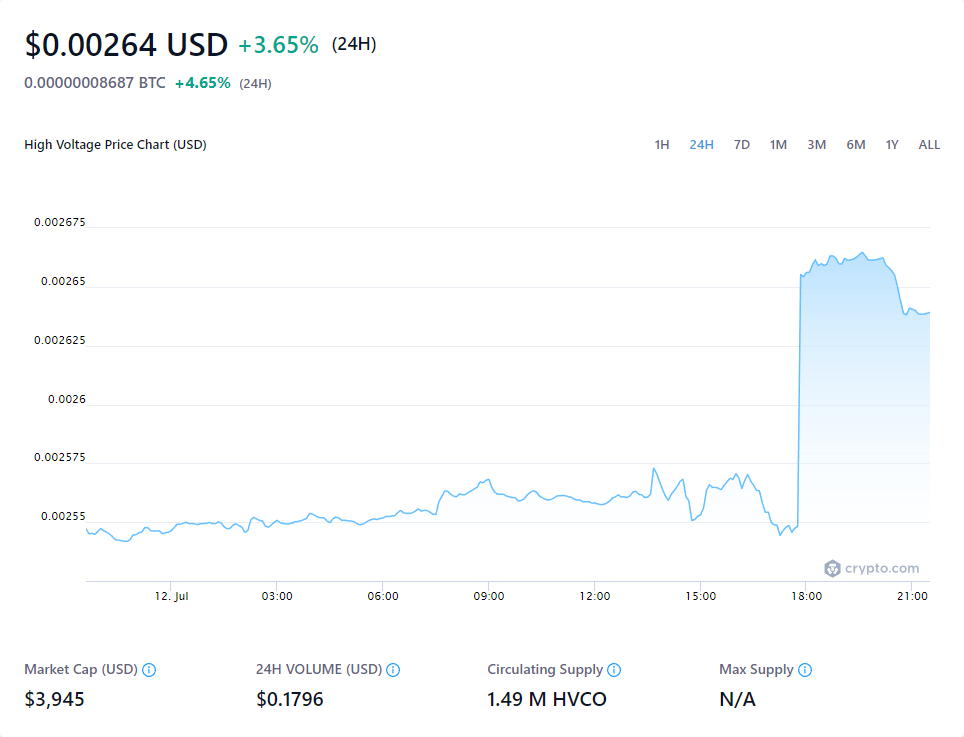 $0.00264 USD +3.65% (24H)
0.00000008687 BTC +4.65% (24H)
High Voltage Price Chart (USD) 1H 24H 7D 1M 3M 6M 1Y ALL
0.002675
0.00265
0.002625
0.0026
0.002575
0.00255
crypto.com
12. Jul 03:00 06:00 09:00 12:00 15:00 18:00 21:00
Market Cap (USD) 24H VOLUME (USD) Circulating Supply Max Supply
$3,945 $0.1796 1.49 M HVCO N/A